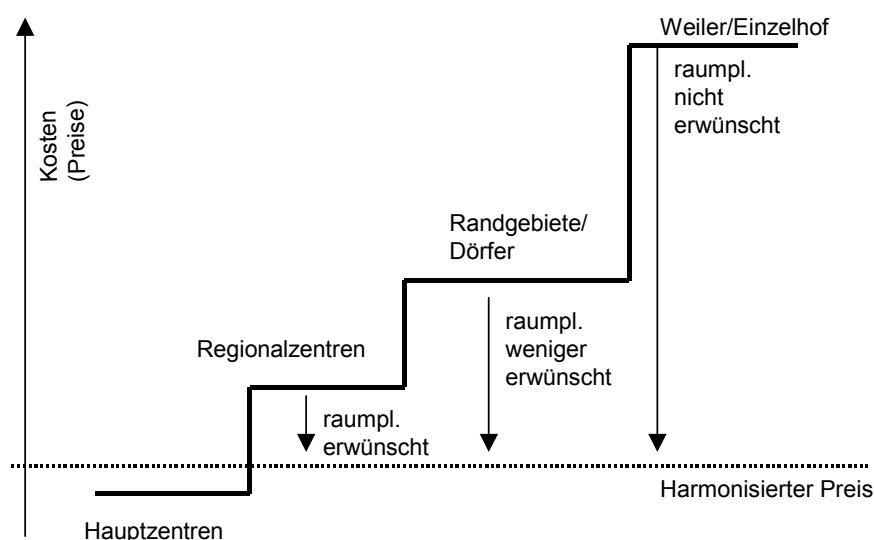 Weiler/Einzelhof
raumpl.
nicht
erwünscht
Kosten
(Preise)
Randgebiete/
Dörfer
raumpl.
weniger
erwünscht
Regionalzentren
raumpl.
erwünscht
Harmonisierter Preis
Hauptzentren